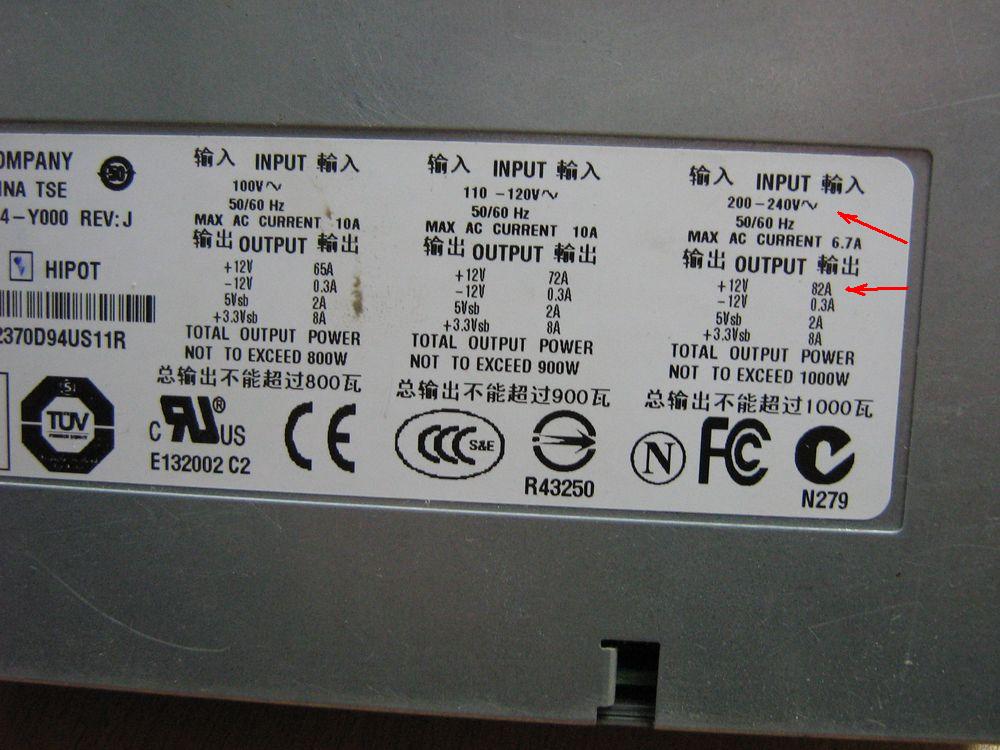 OMPANY
INA TSE
4-Y000 REV:J
HIPOT
2370D94US11R
TÜV
输入 INPUT 輸入
100V~
50/60 Hz
MAX AC CURRENT 10A
输出 OUTPUT 輸出
+12V 65A
-12V 0.3A
5Vsb 2A
+3.3Vsb 8A
TOTAL OUTPUT POWER
NOT TO EXCEED 800W
总输出不能超过800瓦
C UL® US
E132002 C2
CE
输入 INPUT 輸入
110-120V~
50/60 Hz
MAX AC CURRENT 10A
输出 OUTPUT 輸出
+12V 72A
-12V 0.3A
5Vsb 2A
+3.3Vsb 8A
TOTAL OUTPUT POWER
NOT TO EXCEED 900W
总输出不能超过900瓦
CCC S&E
R43250
输入 INPUT 輸入
200-240V~
50/60 Hz
MAX AC CURRENT 6.7A
输出 OUTPUT 輸出
+12V 82A
-12V 0.3A
5Vsb 2A
+3.3Vsb 8A
TOTAL OUTPUT POWER
NOT TO EXCEED 1000W
总输出不能超过1000瓦
N
FC
N279